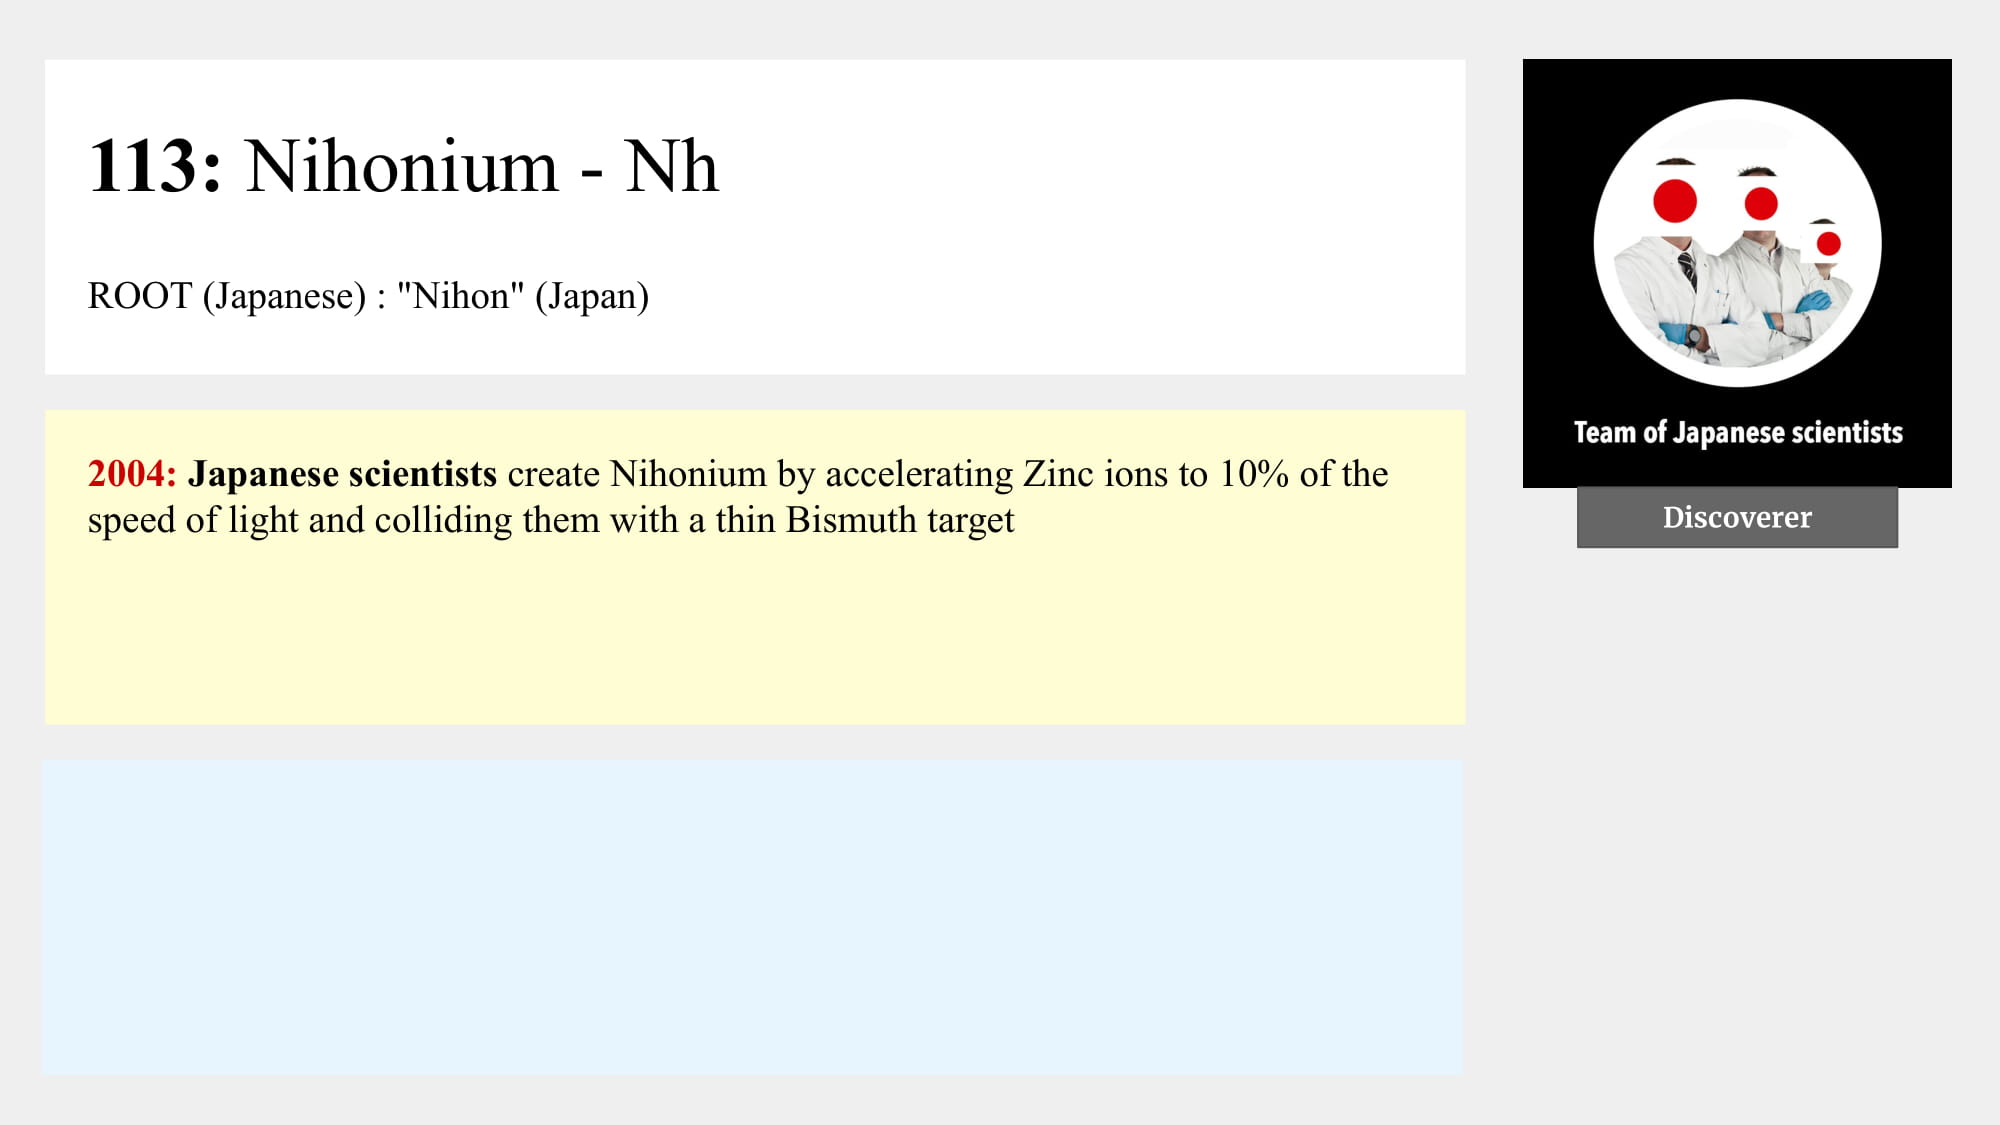 113: Nihonium - Nh
ROOT (Japanese) : "Nihon" (Japan)
2004: Japanese scientists create Nihonium by accelerating Zinc ions to 10% of the
speed of light and colliding them with a thin Bismuth target
Team of Japanese scientists
Discoverer